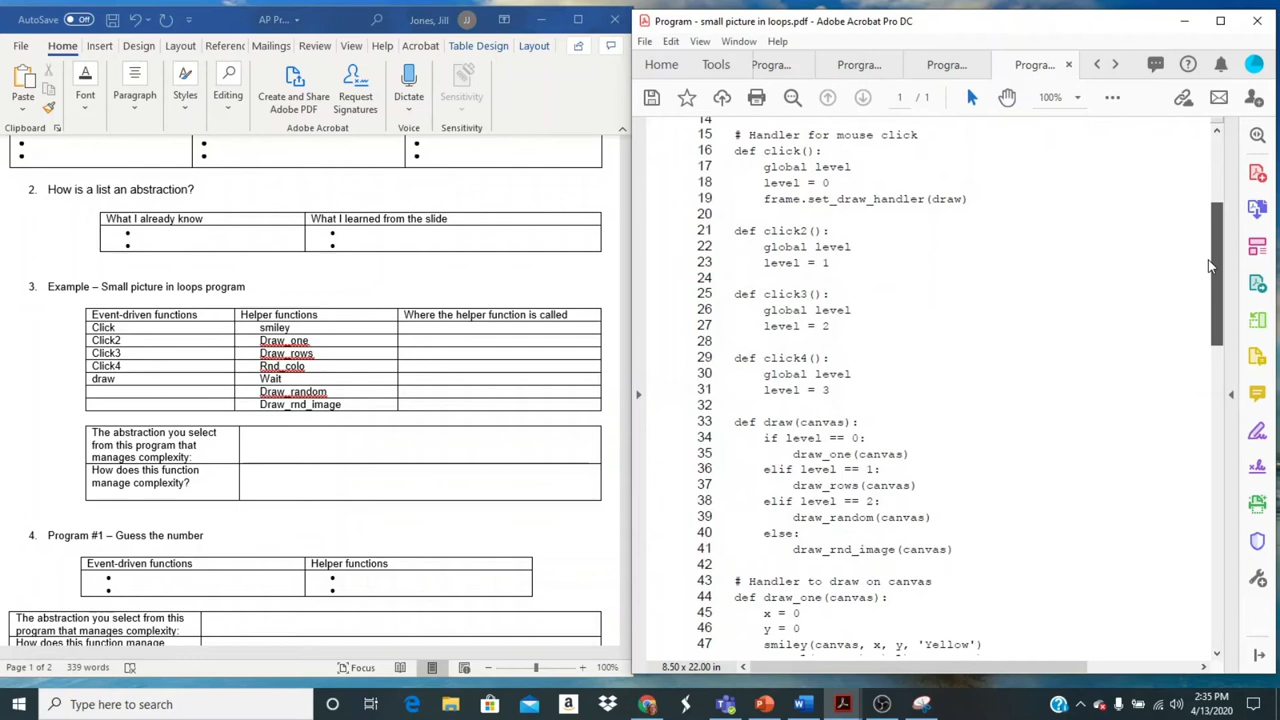 AutoSave Off AP Pr... Jones, Jill JJ
File Home Insert Design Layout Referenc Mailings Review View Help Acrobat Table Design Layout
Paste Font Paragraph Styles Editing Create and Share Adobe PDF Request Signatures Dictate Sensitivity
Clipboard Adobe Acrobat Voice Sensitivity
2. How is a list an abstraction?
What I already know What I learned from the slide
3. Example – Small picture in loops program
Event-driven functions Helper functions Where the helper function is called
Click smiley
Click2 Draw_one
Click3 Draw_rows
Click4 Rnd_colo
draw Wait
Draw_random
Draw_rnd_image
The abstraction you select
from this program that
manages complexity:
How does this function
manage complexity?
4. Program #1 – Guess the number
Event-driven functions Helper functions
The abstraction you select from this
program that manages complexity:
How does this function manage
Page 1 of 2 339 words Focus 100%
Program - small picture in loops.pdf - Adobe Acrobat Pro DC
File Edit View Window Help
Home Tools Progra... Progra... Progra... Progra... ×
1 / 1 100%
14
15 # Handler for mouse click
16 def click():
17 global level
18 level = 0
19 frame.set_draw_handler(draw)
20
21 def click2():
22 global level
23 level = 1
24
25 def click3():
26 global level
27 level = 2
28
29 def click4():
30 global level
31 level = 3
32
33 def draw(canvas):
34 if level == 0:
35 draw_one(canvas)
36 elif level == 1:
37 draw_rows(canvas)
38 elif level == 2:
39 draw_random(canvas)
40 else:
41 draw_rnd_image(canvas)
42
43 # Handler to draw on canvas
44 def draw_one(canvas):
45 x = 0
46 y = 0
47 smiley(canvas, x, y, 'Yellow')
8.50 x 22.00 in
Type here to search
2:35 PM
4/13/2020